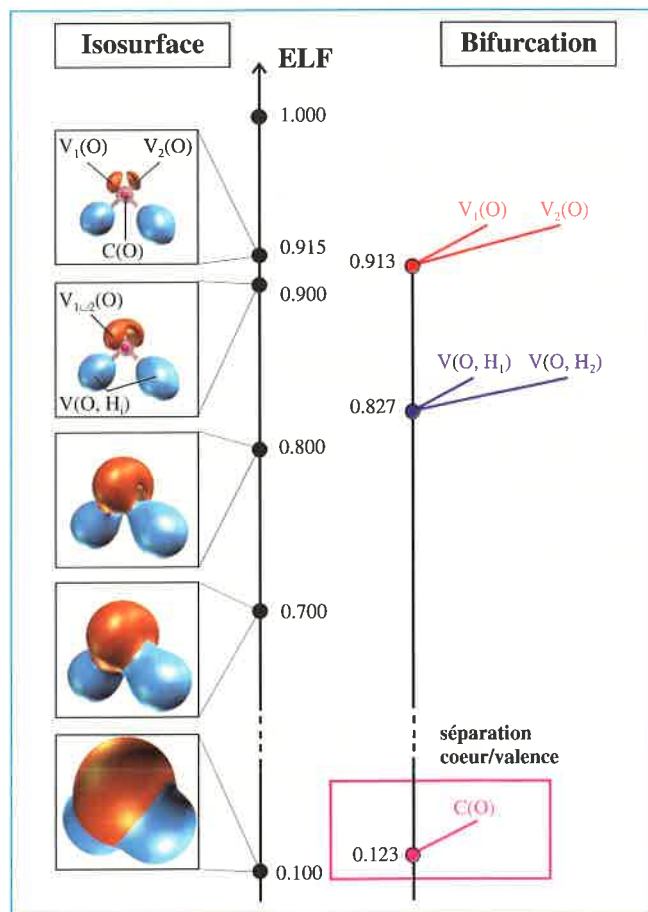 Isosurface
ELF
Bifurcation
1.000
V₁(O) V₂(O)
C(O)
0.915
V₁(O) V₂(O)
0.913
0.900
V₁∪₂(O)
V(O, Hᵢ)
V(O, H₁) V(O, H₂)
0.827
0.800
0.700
séparation
coeur/valence
C(O)
0.123
0.100